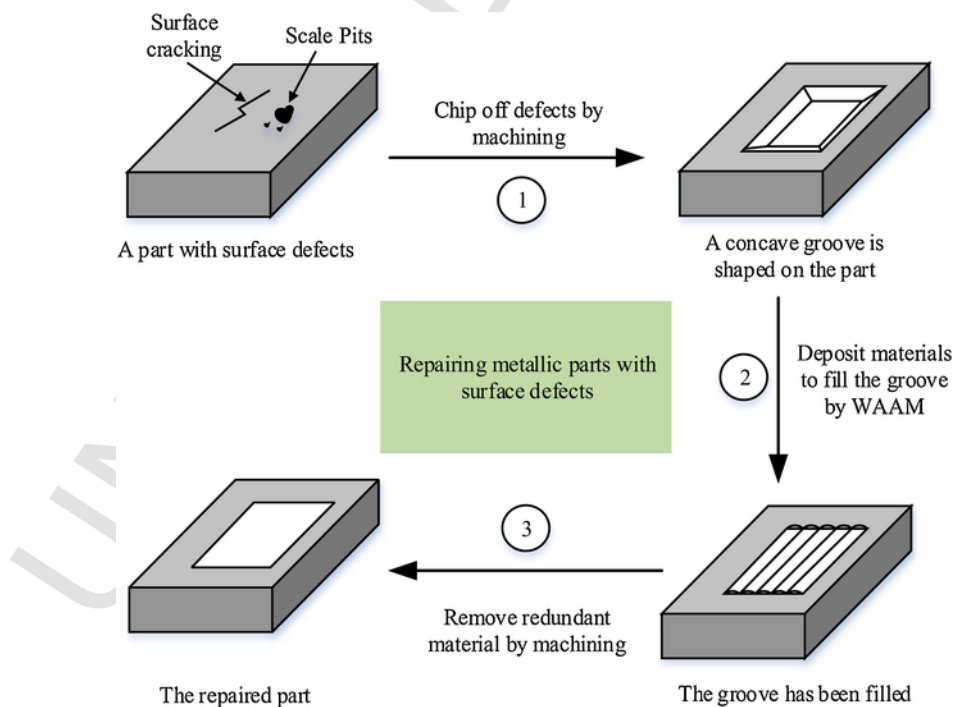 Surface
cracking
Scale Pits
Chip off defects by
machining
1
A part with surface defects
A concave groove is
shaped on the part
Repairing metallic parts with
surface defects
2
Deposit materials
to fill the groove
by WAAM
3
Remove redundant
material by machining
The repaired part
The groove has been filled